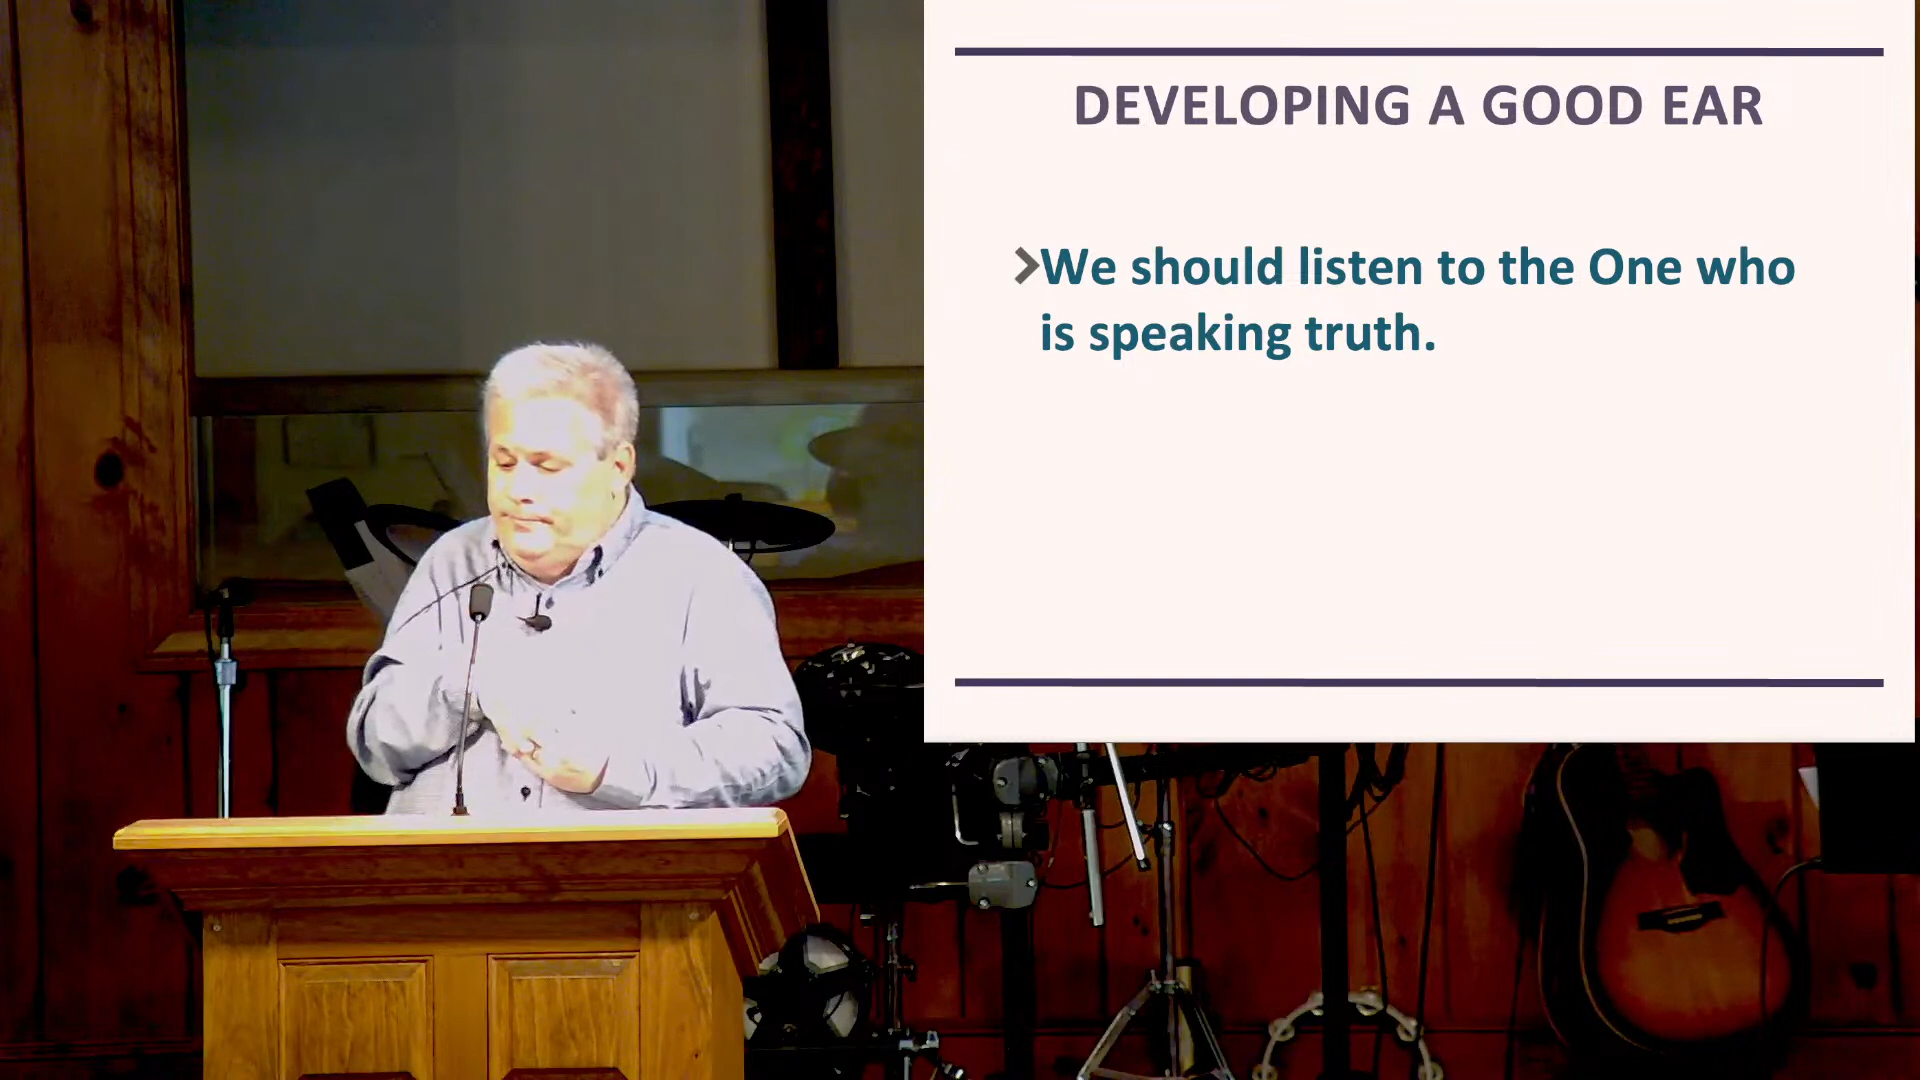 DEVELOPING A GOOD EAR
We should listen to the One who
is speaking truth.